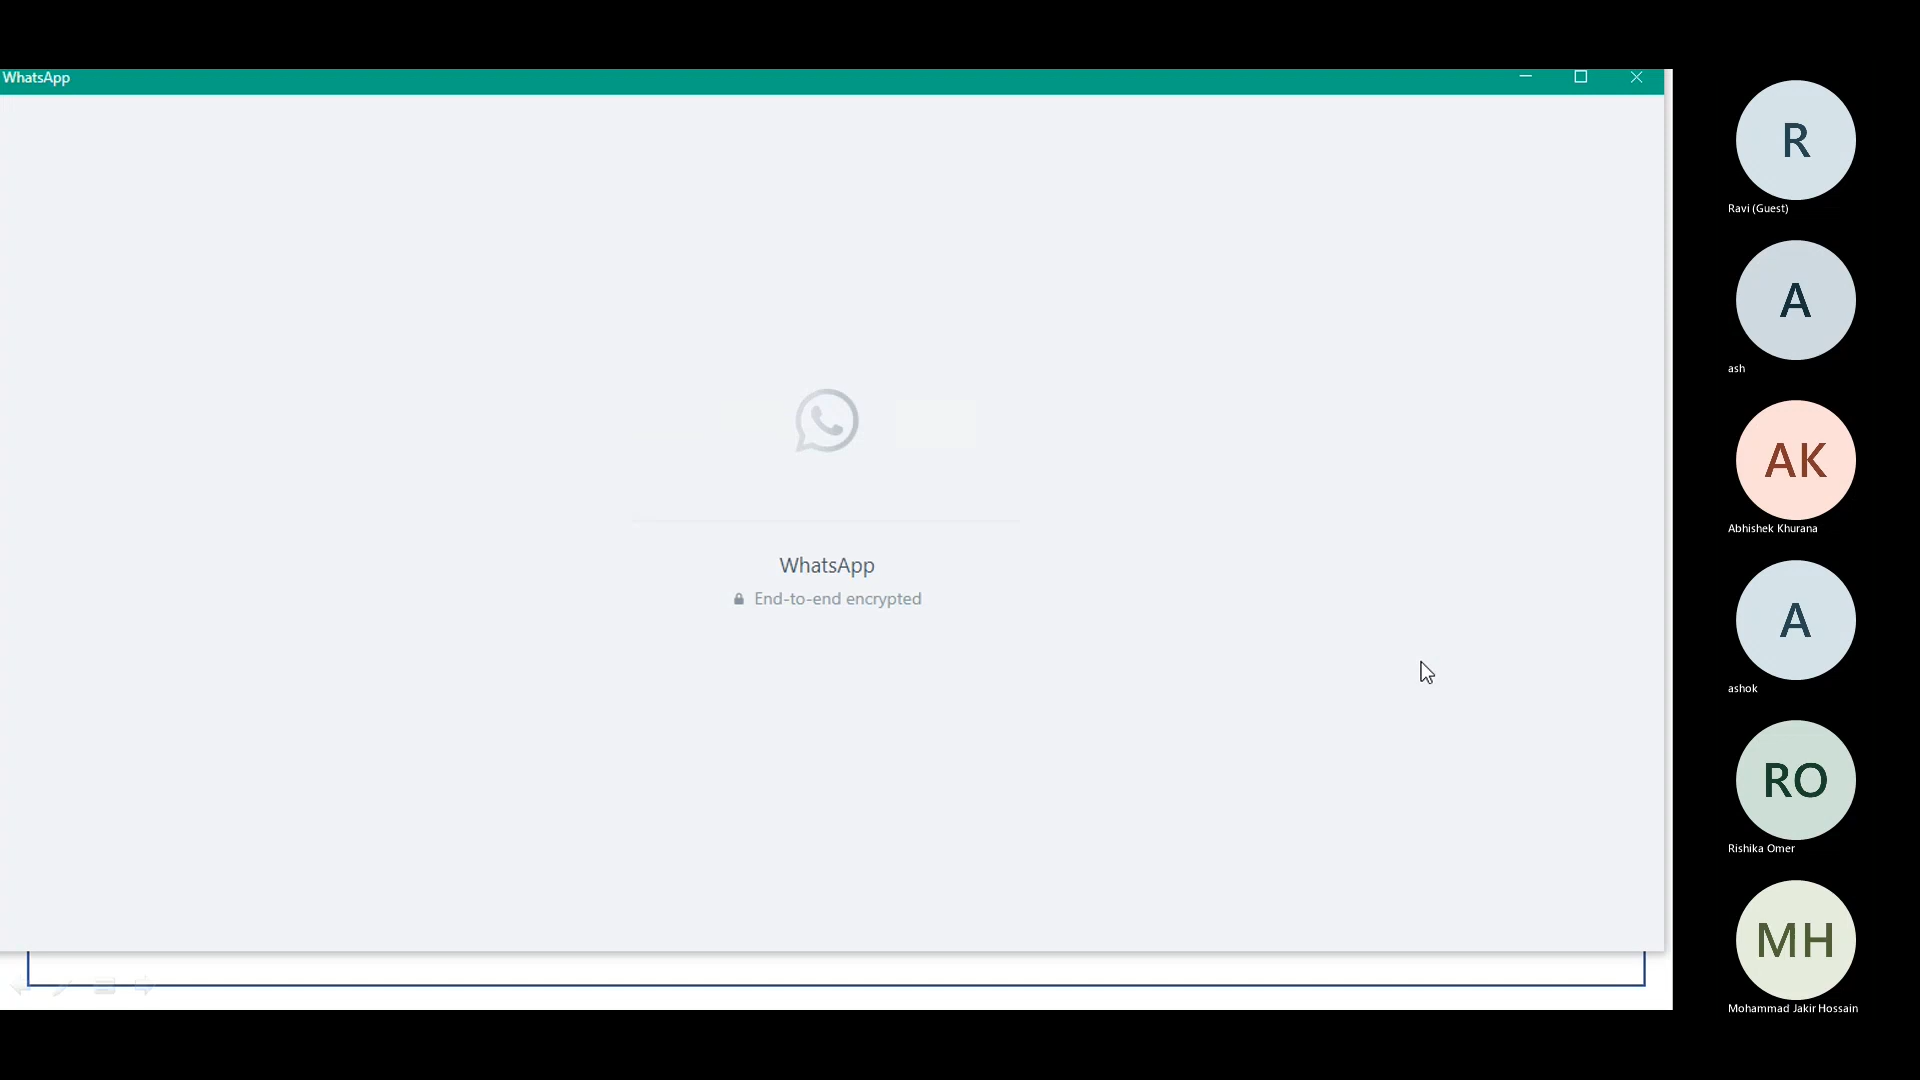 WhatsApp
WhatsApp
End-to-end encrypted
R
Ravi (Guest)
A
ash
AK
Abhishek Khurana
A
ashok
RO
Rishika Omer
MH
Mohammad Jakir Hossain